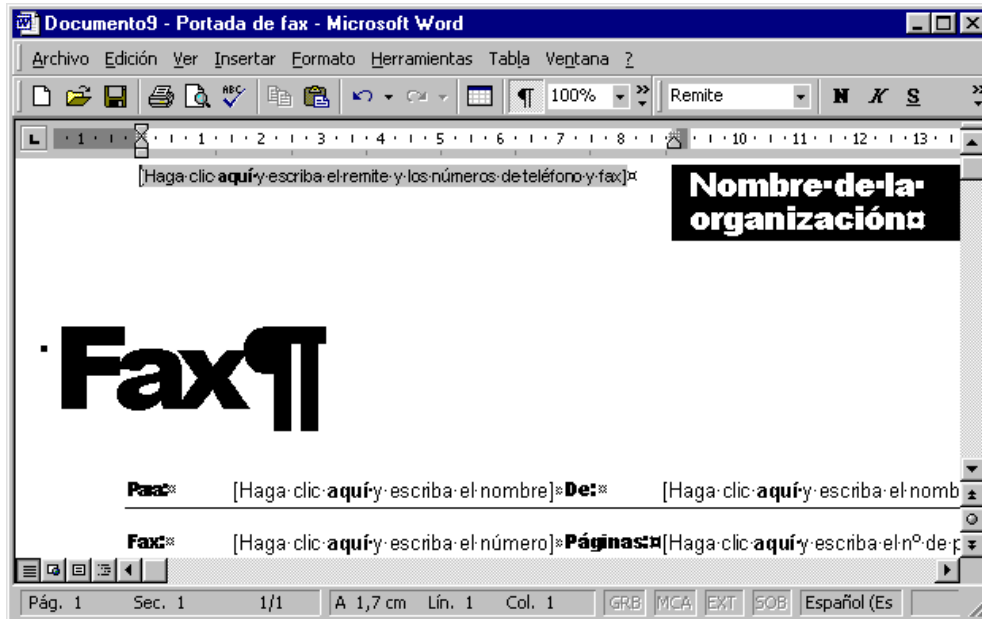 Documento9 - Portada de fax - Microsoft Word
Archivo Edición Ver Insertar Formato Herramientas Tabla Ventana ?
ABC ¶ 100% » Remite N K S »
L · 1 · 1 · 2 · 3 · 4 · 5 · 6 · 7 · 8 · 10 · 11 · 12 · 13 ·
[Haga·clic·aquí·y·escriba·el·remite·y·los·números·de·teléfono·y·fax]¤
Nombre·de·la·
organización¤
Fax¶
Para:¤ [Haga·clic·aquí·y·escriba·el·nombre]¤ De:¤ [Haga·clic·aquí·y·escriba·el·nomb
Fax:¤ [Haga·clic·aquí·y·escriba·el·número]¤ Páginas:¤ [Haga·clic·aquí·y·escriba·el·nº·de·p
Pág. 1 Sec. 1 1/1 A 1,7 cm Lín. 1 Col. 1 GRB MCA EXT SOB Español (Es